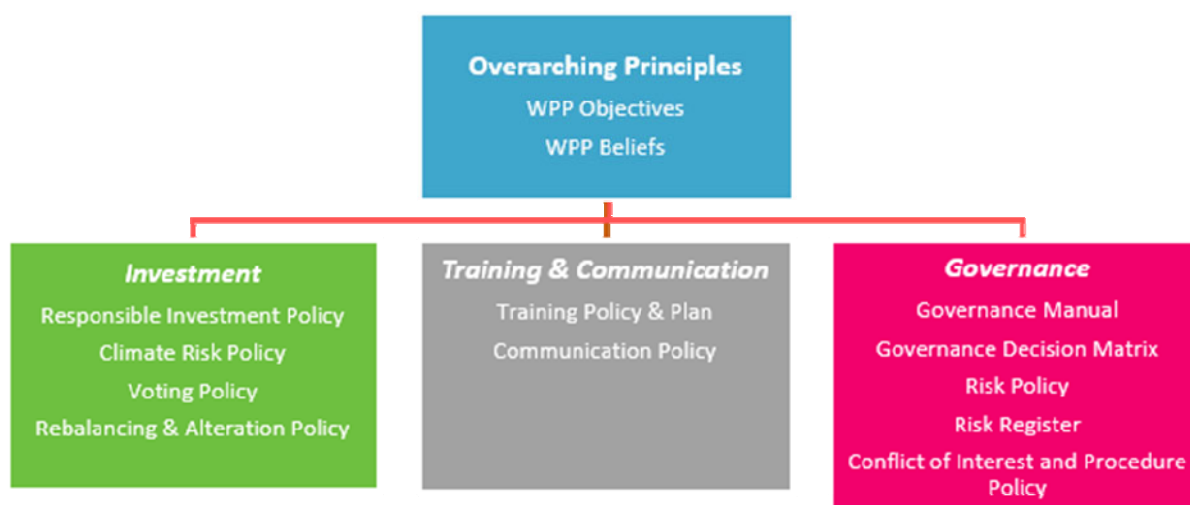 Overarching Principles
WPP Objectives
WPP Beliefs
Investment
Responsible Investment Policy
Climate Risk Policy
Voting Policy
Rebalancing & Alteration Policy
Training & Communication
Training Policy & Plan
Communication Policy
Governance
Governance Manual
Governance Decision Matrix
Risk Policy
Risk Register
Conflict of Interest and Procedure
Policy